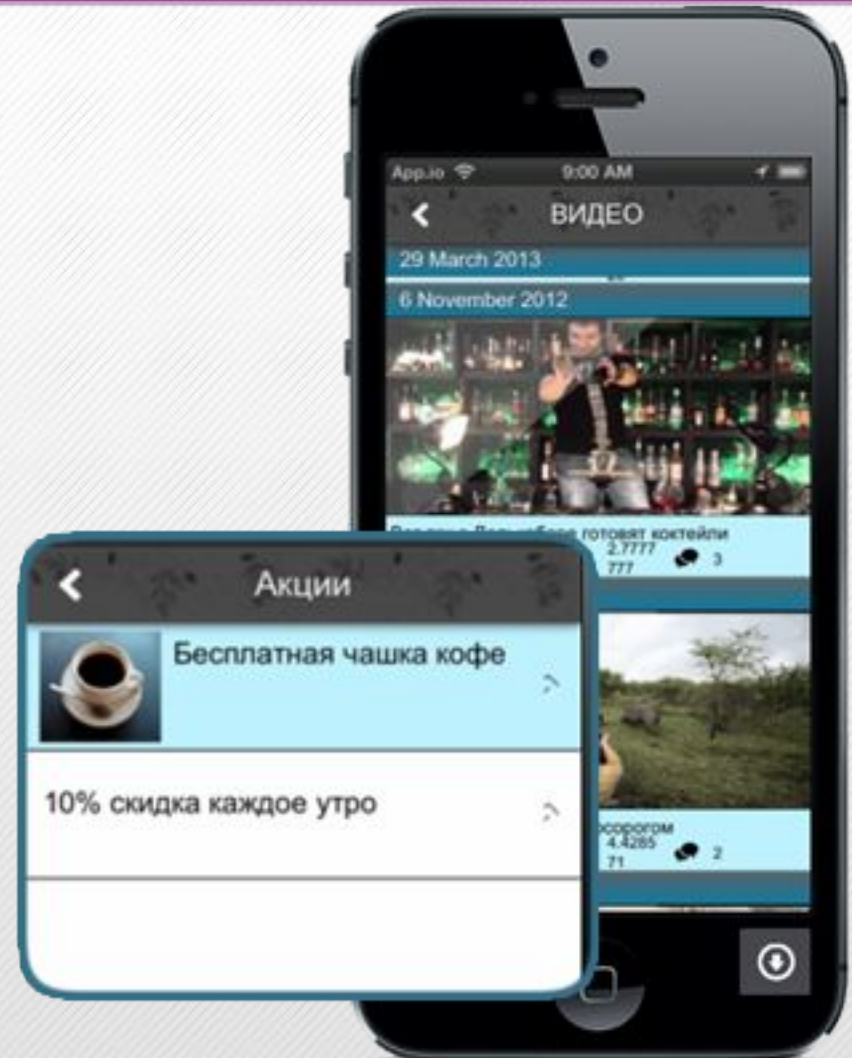 App.io 9:00 AM
ВИДЕО
29 March 2013
6 November 2012
готовят коктейли
2.7777
777
3
Акции
Бесплатная чашка кофе
10% скидка каждое утро
4.4285
71
2